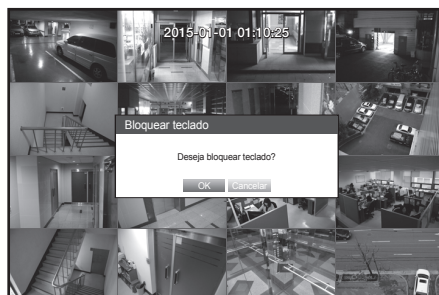 2015-01-01 01:10:25
Bloquear teclado
Deseja bloquear teclado?
OK Cancelar